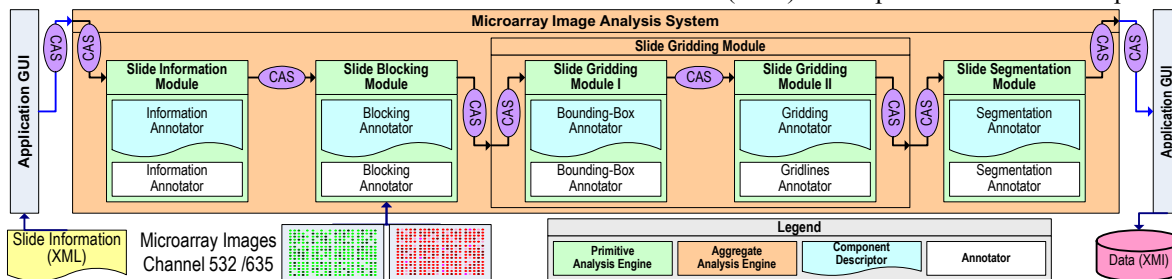 Microarray Image Analysis System
Application GUI
CAS
CAS
Slide Information
Module
Information
Annotator
Information
Annotator
CAS
Slide Blocking
Module
Blocking
Annotator
Blocking
Annotator
CAS
CAS
Slide Gridding Module
Slide Gridding
Module I
Bounding-Box
Annotator
Bounding-Box
Annotator
CAS
Slide Gridding
Module II
Gridding
Annotator
Gridlines
Annotator
CAS
CAS
Slide Segmentation
Module
Segmentation
Annotator
Segmentation
Annotator
CAS
CAS
Application GUI
Slide Information
(XML)
Microarray Images
Channel 532 /635
Legend
Primitive
Analysis Engine
Aggregate
Analysis Engine
Component
Descriptor
Annotator
Data (XMI)